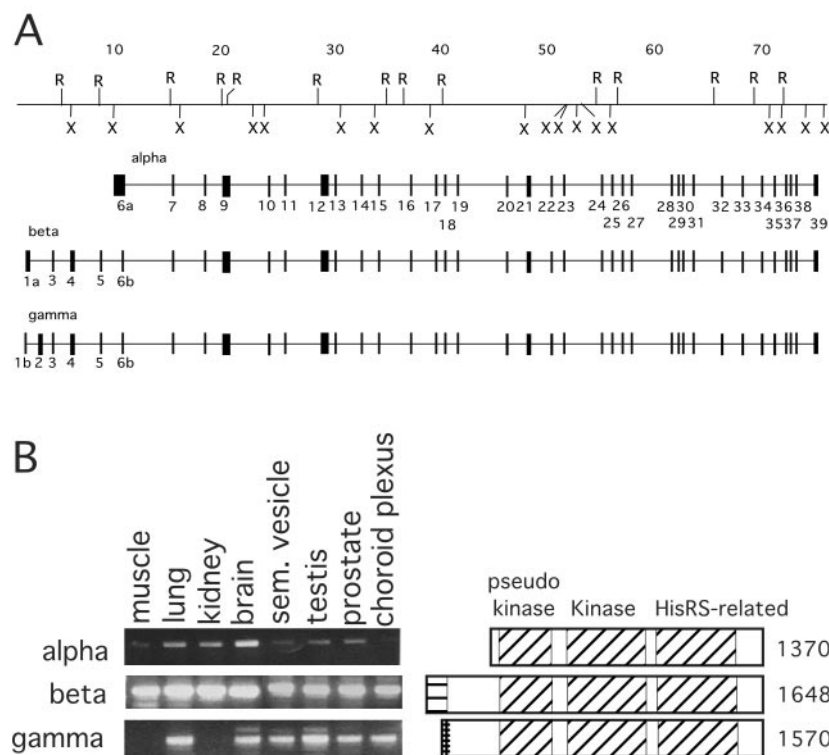 A
10 20 30 40 50 60 70
R R R R R R R R R R R R R R
X X X X X X X X X X X X X X X X X X
alpha
6a 7 8 9 10 11 12 13 14 15 16 17 19 20 21 22 23 24 26 28 30 32 33 34 36 38
18 25 27 29 31 35 37 39
beta
1a 3 4 5 6b
gamma
1b 2 3 4 5 6b
B
muscle
lung
kidney
brain
sem. vesicle
testis
prostate
choroid plexus
alpha
beta
gamma
pseudo
kinase Kinase HisRS-related
1370
1648
1570